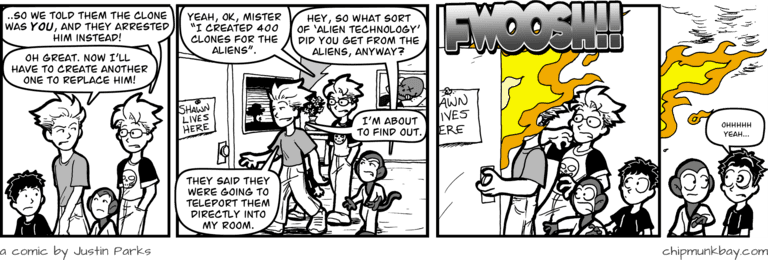 ..SO WE TOLD THEM THE CLONE
WAS YOU, AND THEY ARRESTED
HIM INSTEAD!
OH GREAT. NOW I'LL
HAVE TO CREATE ANOTHER
ONE TO REPLACE HIM!
YEAH, OK, MISTER
"I CREATED 400
CLONES FOR THE
ALIENS".
HEY, SO WHAT SORT
OF 'ALIEN TECHNOLOGY'
DID YOU GET FROM THE
ALIENS, ANYWAY?
SHAWN
LIVES
HERE
I'M ABOUT
TO FIND OUT.
THEY SAID THEY
WERE GOING TO
TELEPORT THEM
DIRECTLY INTO
MY ROOM.
FWOOSH!!
AWN
IVES
ERE
OHHHHH
YEAH...
a comic by Justin Parks
chipmunkbay.com